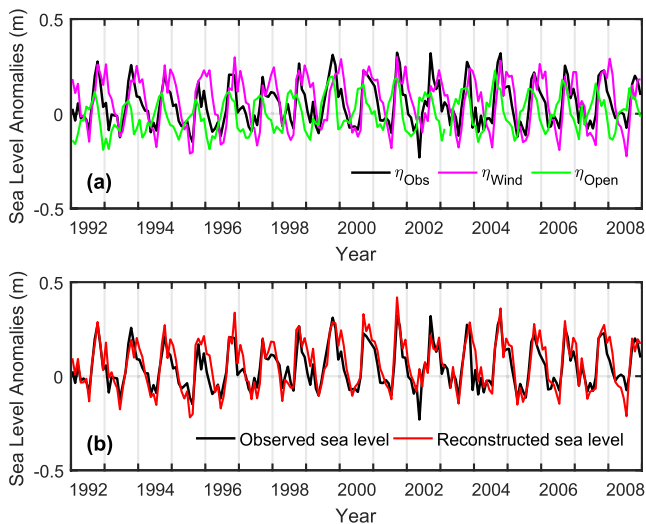 Sea Level Anomalies (m)
0.5
0
-0.5
(a)
ηObs ηWind ηOpen
1992 1994 1996 1998 2000 2002 2004 2006 2008
Year
Sea Level Anomalies (m)
0.5
0
-0.5
(b)
Observed sea level Reconstructed sea level
1992 1994 1996 1998 2000 2002 2004 2006 2008
Year